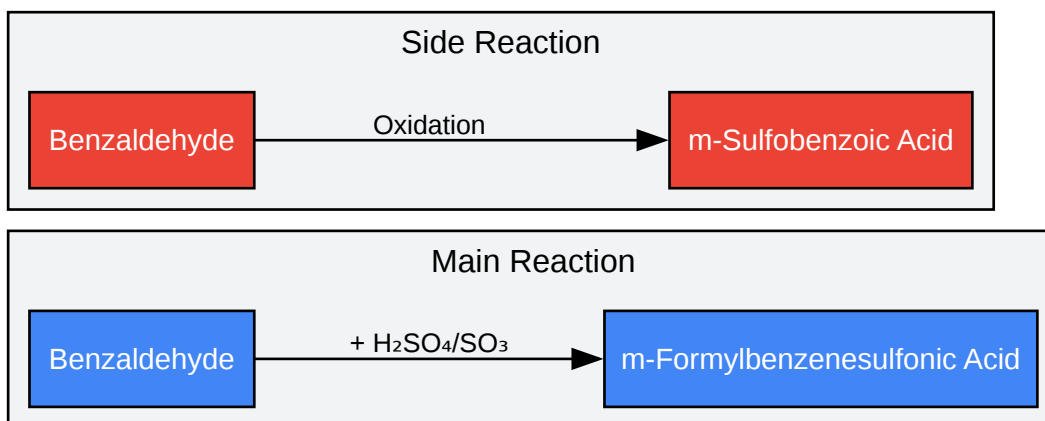 Side Reaction
Benzaldehyde
Oxidation
m-Sulfobenzoic Acid
Main Reaction
Benzaldehyde
+ H₂SO₄/SO₃
m-Formylbenzenesulfonic Acid